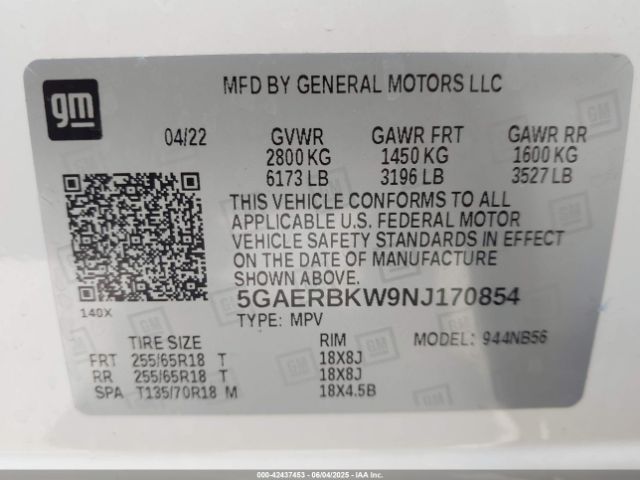 gm
MFD BY GENERAL MOTORS LLC
04/22 GVWR GAWR FRT GAWR RR
2800 KG 1450 KG 1600 KG
6173 LB 3196 LB 3527 LB
THIS VEHICLE CONFORMS TO ALL
APPLICABLE U.S. FEDERAL MOTOR
VEHICLE SAFETY STANDARDS IN EFFECT
ON THE DATE OF MANUFACTURE
SHOWN ABOVE.
5GAERBKW9NJ170854
140X
TYPE: MPV MODEL: 944NB56
TIRE SIZE RIM
FRT 255/65R18 T 18X8J
RR 255/65R18 T 18X8J
SPA T135/70R18 M 18X4.5B
000-42437453 - 06/04/2025 - IAAI.COM